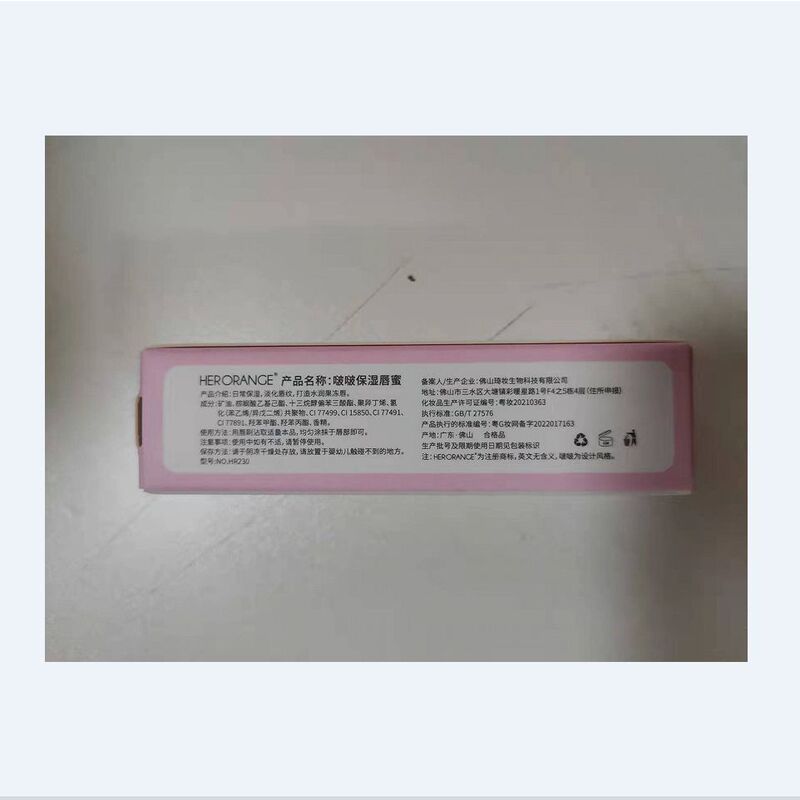 HERORANGE® 产品名称:啵啵保湿唇蜜
产品介绍:日常保湿,淡化唇纹,打造水润果冻唇。
成分:矿油、棕榈酸乙基己酯、十三烷醇偏苯三酸酯、聚异丁烯、氢
化(苯乙烯/异戊二烯)共聚物、CI 77499、CI 15850、CI 77491、
CI 77891、羟苯甲酯、羟苯丙酯、香精。
使用方法:用唇刷沾取适量本品,均匀涂抹于唇部即可。
注意事项:使用中如有不适,请暂停使用。
保存方法:请于阴凉干燥处存放,请放置于婴幼儿触碰不到的地方。
型号:NO.HR230
备案人/生产企业:佛山琦妆生物科技有限公司
地址:佛山市三水区大塘镇彩暖星路1号F4之5栋4层(住所申报)
化妆品生产许可证编号:粤妆20210363
执行标准:GB/T 27576
产品执行的标准编号:粤G妆网备字2022017163
产地:广东·佛山 合格品
生产批号及限期使用日期见包装标识
注:HERORANGE®为注册商标,英文无含义,啵啵为设计风格。